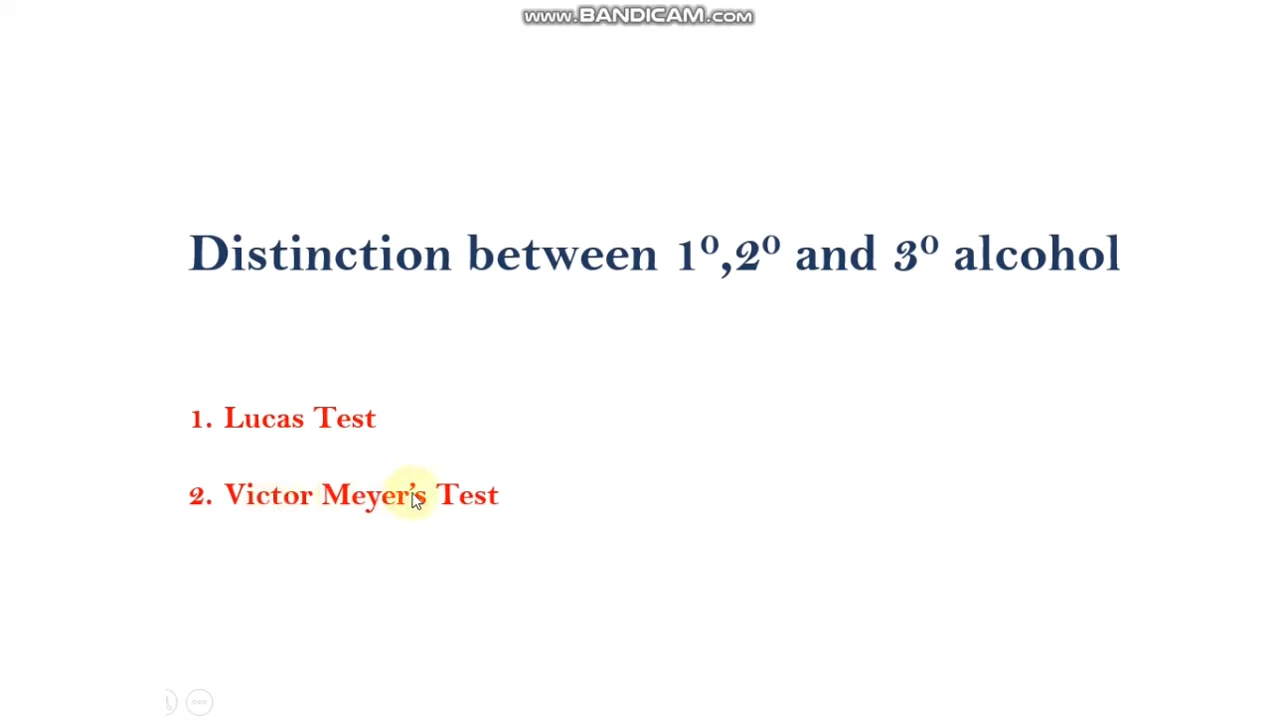 www.BANDICAM.com
Distinction between 1⁰,2⁰ and 3⁰ alcohol
1. Lucas Test
2. Victor Meyer’s Test